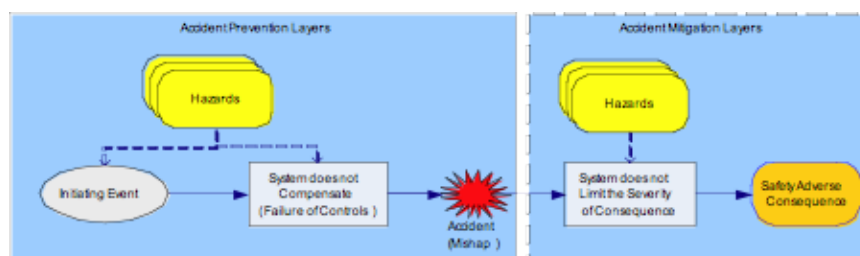 Accident Prevention Layers
Hazards
Initiating Event
System does not
Compensate
(Failure of Controls )
Accident
(Mishap )
Accident Mitigation Layers
Hazards
System does not
Limit the Severity
of Consequence
Safety Adverse
Consequence